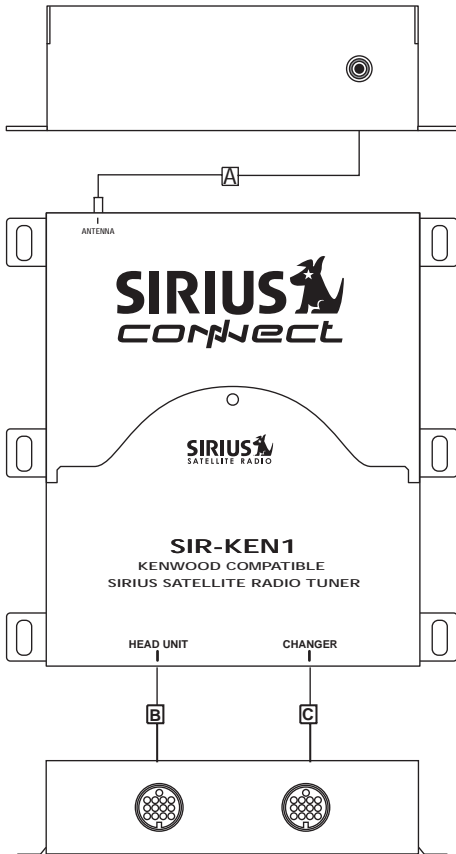 A
ANTENNA
SIRIUS
connect
SIRIUS
SATELLITE RADIO
SIR-KEN1
KENWOOD COMPATIBLE
SIRIUS SATELLITE RADIO TUNER
HEAD UNIT CHANGER
B C